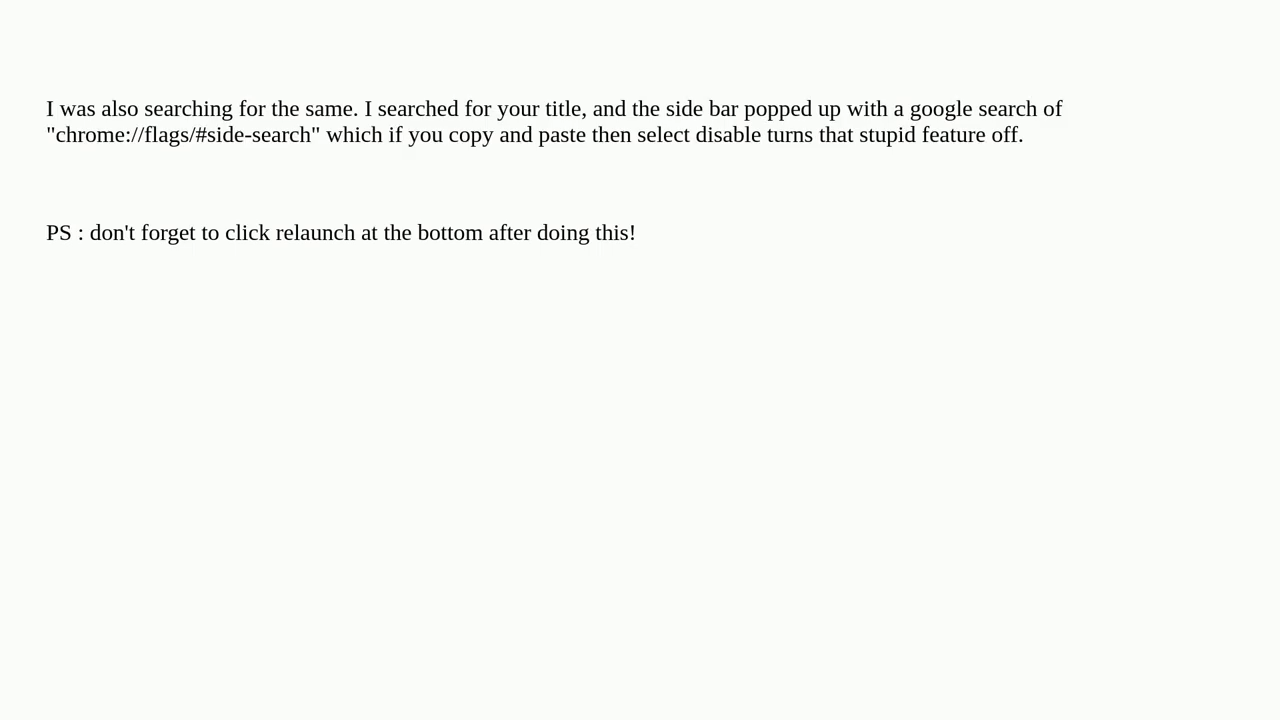 I was also searching for the same. I searched for your title, and the side bar popped up with a google search of
"chrome://flags/#side-search" which if you copy and paste then select disable turns that stupid feature off.
PS : don't forget to click relaunch at the bottom after doing this!